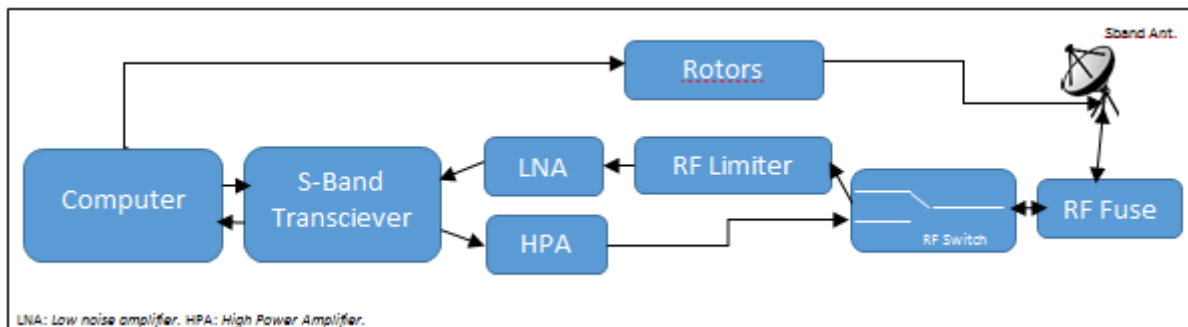 Sband Ant.
Rotors
Computer
S-Band
Transciever
LNA
RF Limiter
HPA
RF Switch
RF Fuse
LNA: Low noise amplifier. HPA: High Power Amplifier.